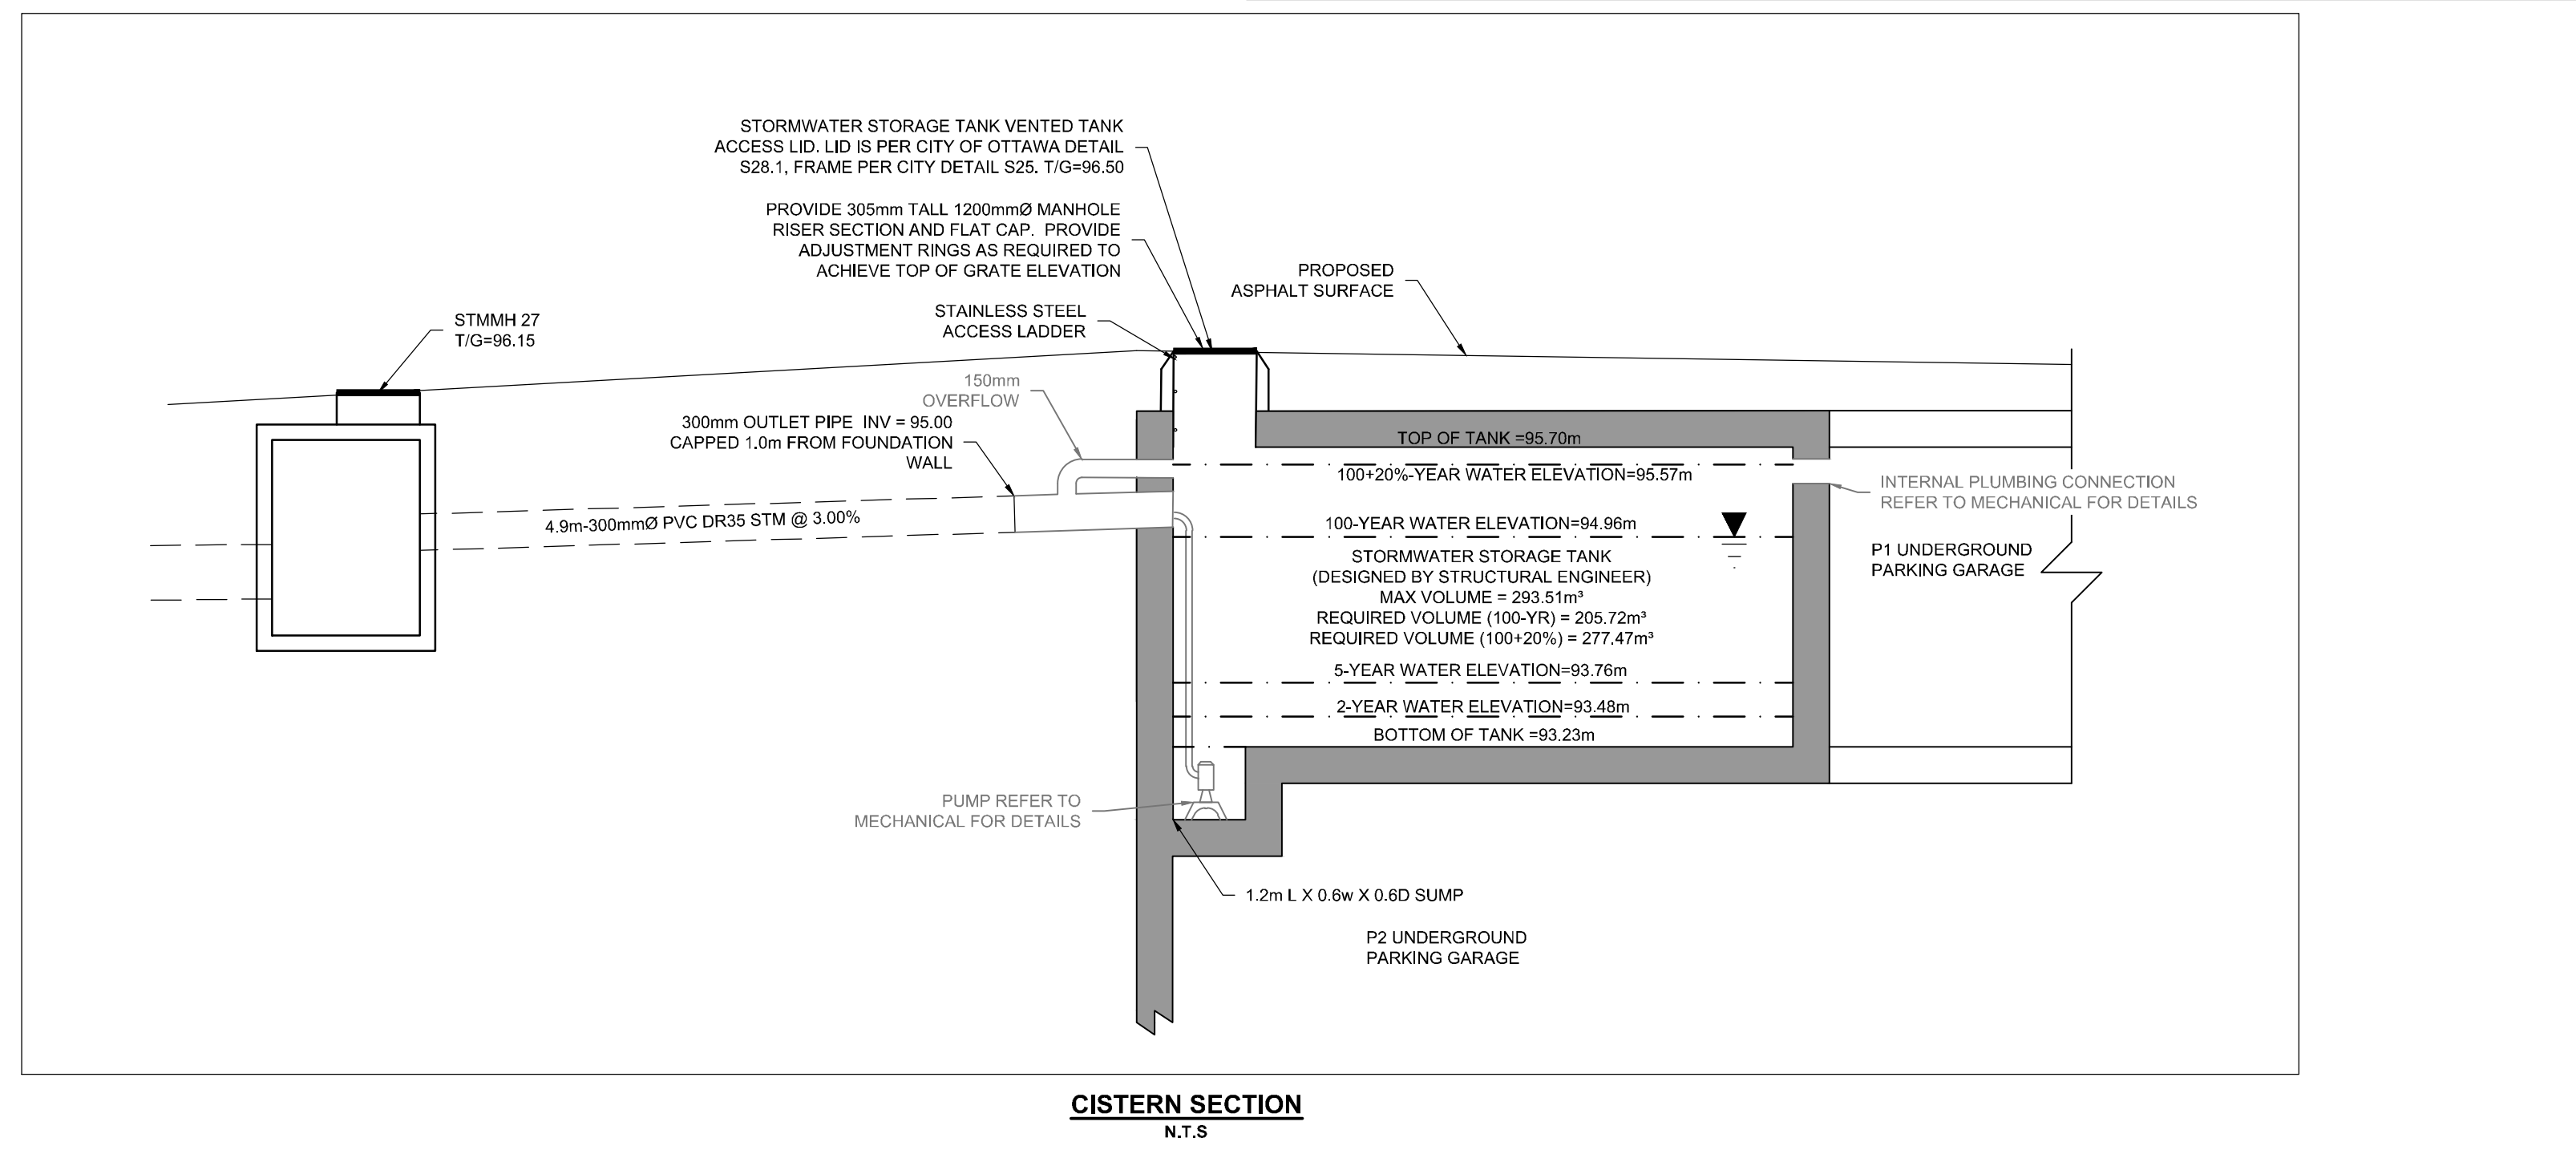 STORMWATER STORAGE TANK VENTED TANK
ACCESS LID. LID IS PER CITY OF OTTAWA DETAIL
S28.1, FRAME PER CITY DETAIL S25. T/G=96.50
PROVIDE 305mm TALL 1200mmØ MANHOLE
RISER SECTION AND FLAT CAP. PROVIDE
ADJUSTMENT RINGS AS REQUIRED TO
ACHIEVE TOP OF GRATE ELEVATION
PROPOSED
ASPHALT SURFACE
STAINLESS STEEL
ACCESS LADDER
STMMH 27
T/G=96.15
150mm
OVERFLOW
300mm OUTLET PIPE INV = 95.00
CAPPED 1.0m FROM FOUNDATION
WALL
4.9m-300mmØ PVC DR35 STM @ 3.00%
TOP OF TANK =95.70m
100+20%-YEAR WATER ELEVATION=95.57m
INTERNAL PLUMBING CONNECTION
REFER TO MECHANICAL FOR DETAILS
100-YEAR WATER ELEVATION=94.96m
STORMWATER STORAGE TANK
(DESIGNED BY STRUCTURAL ENGINEER)
MAX VOLUME = 293.51m³
REQUIRED VOLUME (100-YR) = 205.72m³
REQUIRED VOLUME (100+20%) = 277.47m³
P1 UNDERGROUND
PARKING GARAGE
5-YEAR WATER ELEVATION=93.76m
2-YEAR WATER ELEVATION=93.48m
BOTTOM OF TANK =93.23m
PUMP REFER TO
MECHANICAL FOR DETAILS
1.2m L X 0.6w X 0.6D SUMP
P2 UNDERGROUND
PARKING GARAGE
CISTERN SECTION
N.T.S